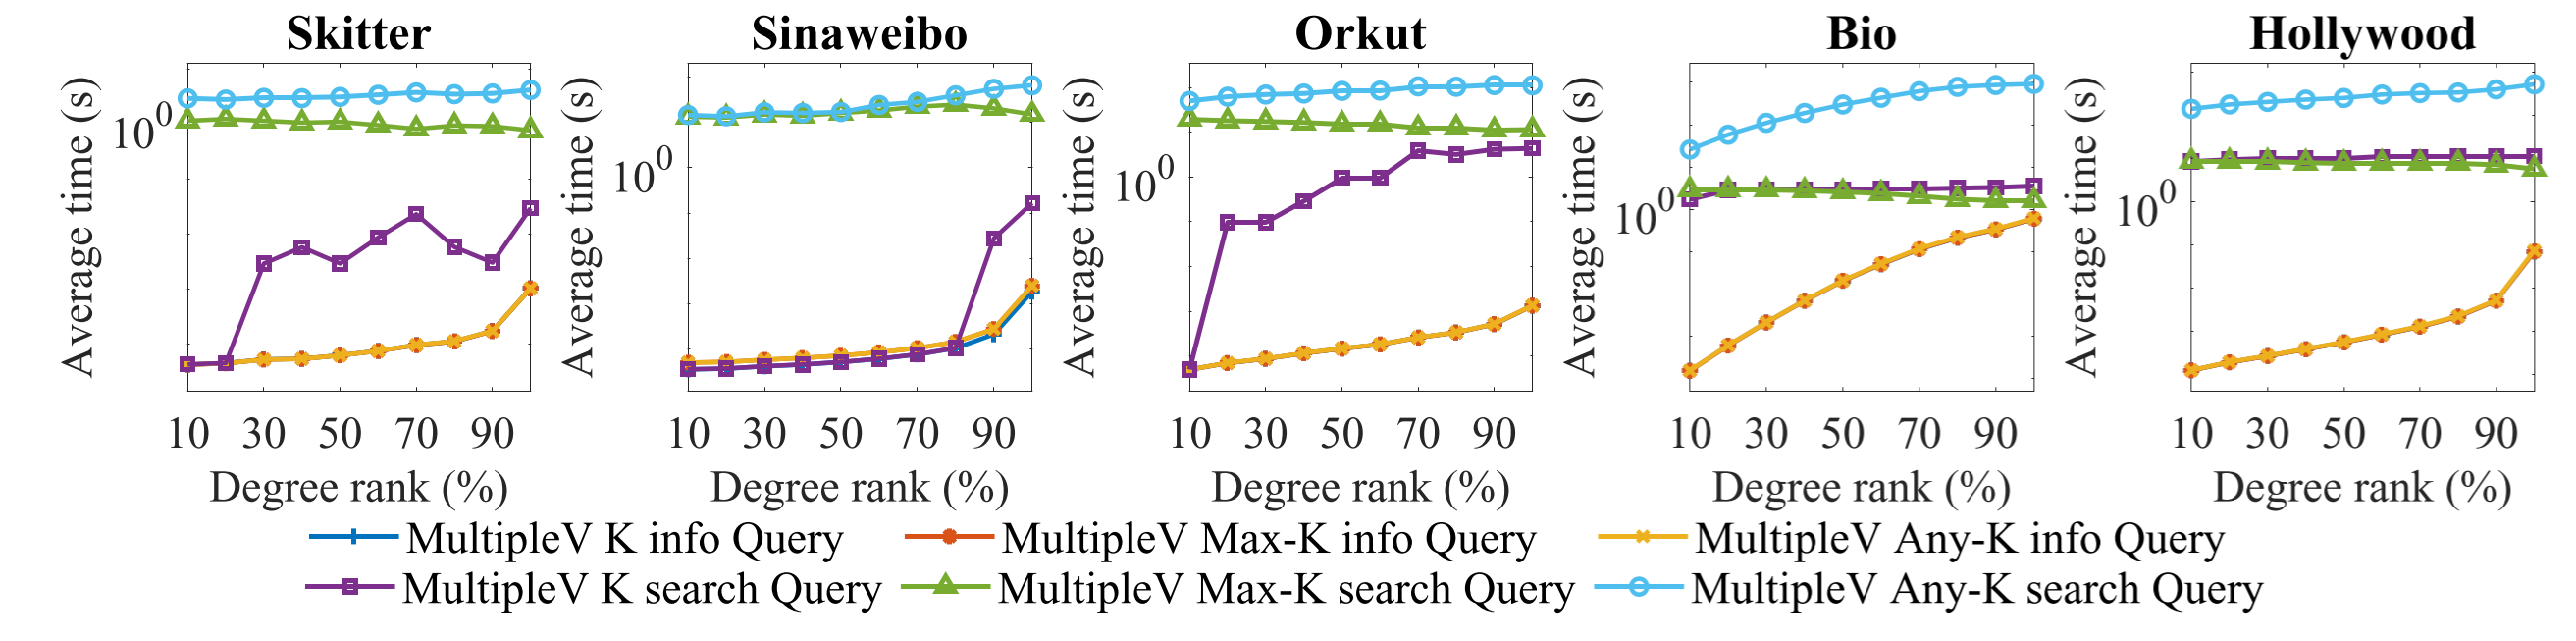 Skitter Sinaweibo Orkut Bio Hollywood
Average time (s) Average time (s) Average time (s) Average time (s) Average time (s)
10^0 10^0 10^0 10^0 10^0
10 30 50 70 90 10 30 50 70 90 10 30 50 70 90 10 30 50 70 90 10 30 50 70 90
Degree rank (%) Degree rank (%) Degree rank (%) Degree rank (%) Degree rank (%)
MultipleV K info Query MultipleV Max-K info Query MultipleV Any-K info Query
MultipleV K search Query MultipleV Max-K search Query MultipleV Any-K search Query